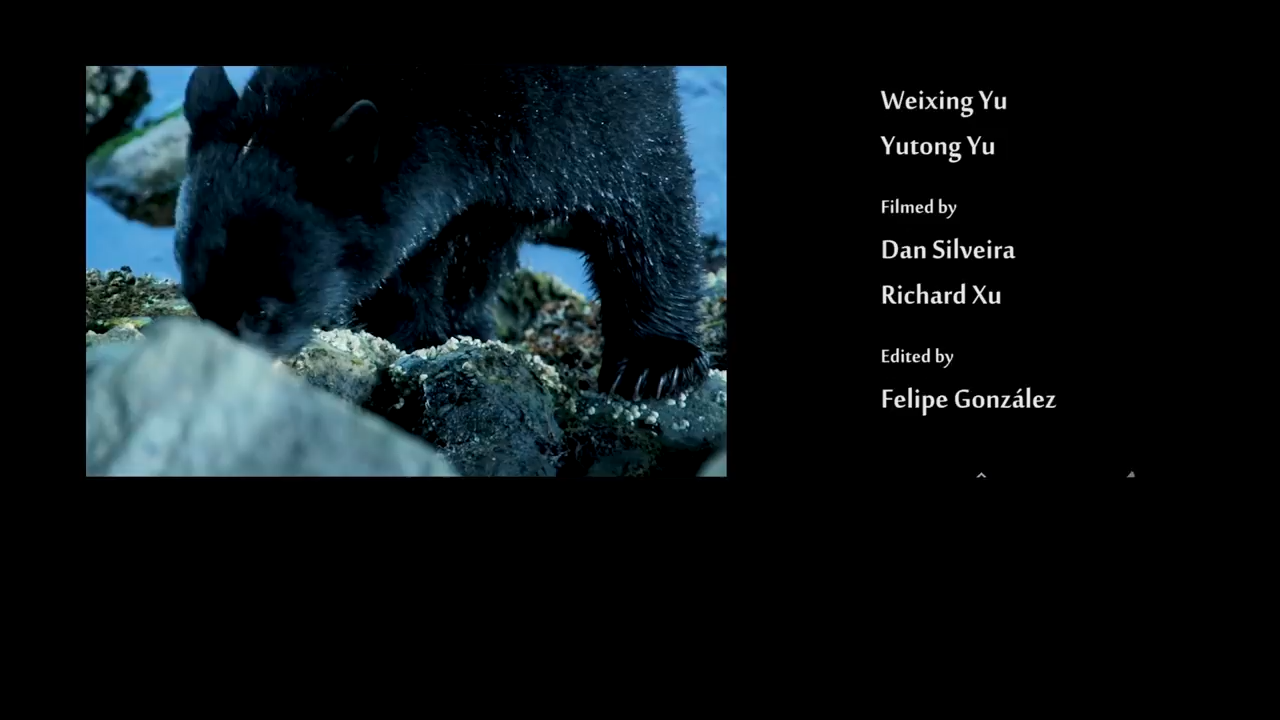 Weixing Yu
Yutong Yu
Filmed by
Dan Silveira
Richard Xu
Edited by
Felipe González